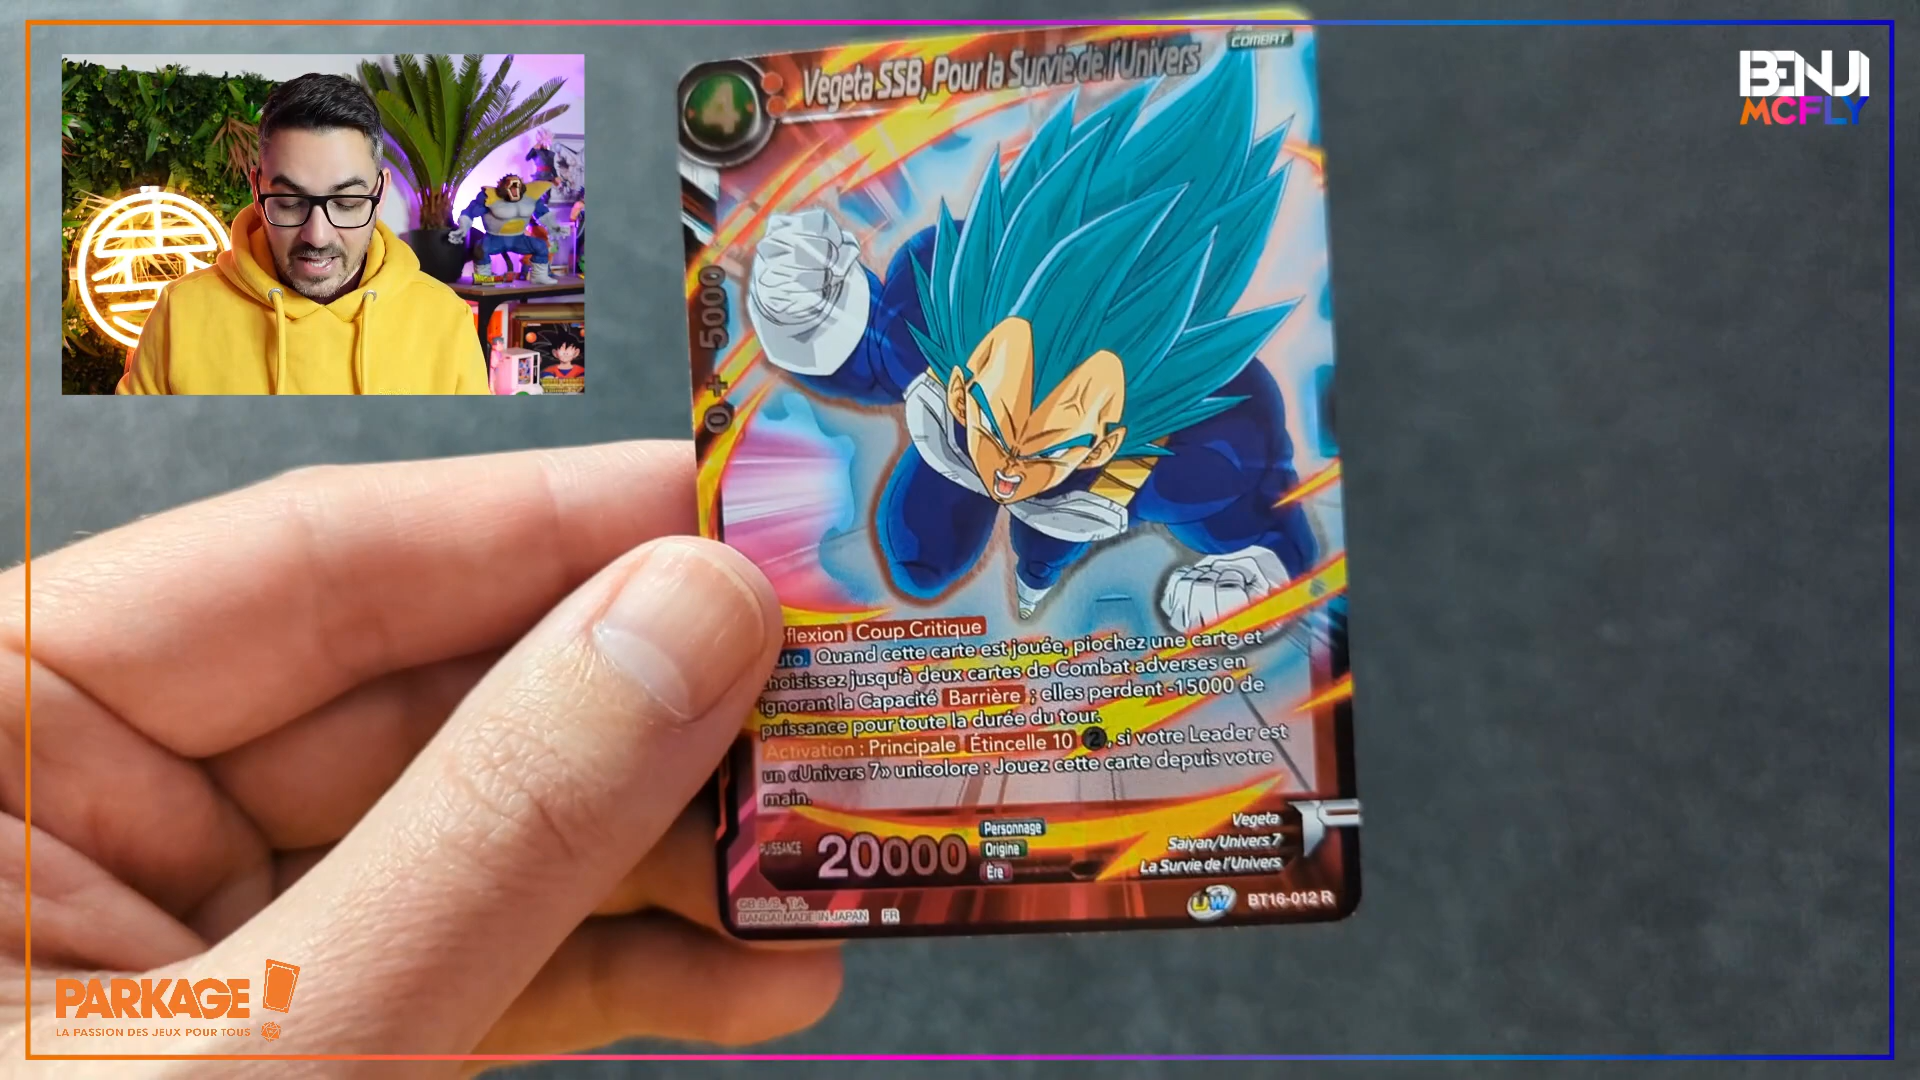 BENJI
MCFLY
4
Vegeta SSB, Pour la Survie de l'Univers
COMBAT
0 + 5000
flexion Coup Critique
uto. Quand cette carte est jouée, piochez une carte et
hoisissez jusqu'à deux cartes de Combat adverses en
ignorant la Capacité Barrière ; elles perdent -15000 de
puissance pour toute la durée du tour.
Activation : Principale Étincelle 10 2, si votre Leader est
un «Univers 7» unicolore : Jouez cette carte depuis votre
main.
PUISSANCE 20000
Personnage Vegeta
Origine Saiyan/Univers 7
Ère La Survie de l'Univers
©B.S./S., T.A.
BANDAI MADE IN JAPAN FR
UW BT16-012 R
PARKAGE
LA PASSION DES JEUX POUR TOUS